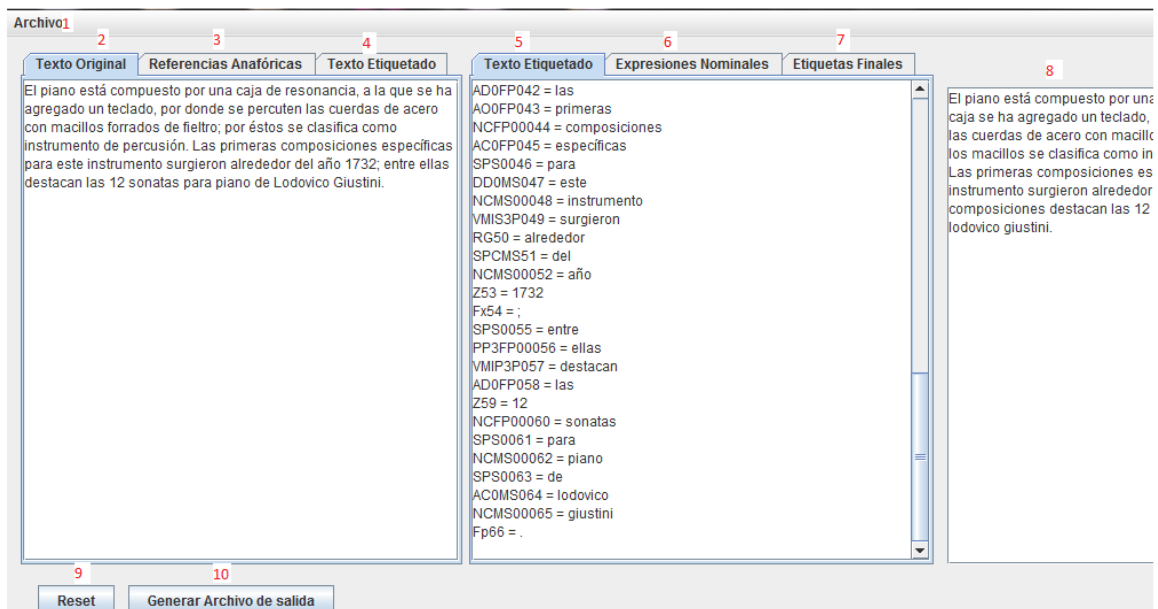 Archivo1
2 3 4 5 6 7 8
Texto Original Referencias Anafóricas Texto Etiquetado
El piano está compuesto por una caja de resonancia, a la que se ha
agregado un teclado, por donde se percuten las cuerdas de acero
con macillos forrados de fieltro; por éstos se clasifica como
instrumento de percusión. Las primeras composiciones específicas
para este instrumento surgieron alrededor del año 1732; entre ellas
destacan las 12 sonatas para piano de Lodovico Giustini.
Texto Etiquetado Expresiones Nominales Etiquetas Finales
AD0FP042 = las
AO0FP043 = primeras
NCFP00044 = composiciones
AC0FP045 = específicas
SPS0046 = para
DD0MS047 = este
NCMS00048 = instrumento
VMIS3P049 = surgieron
RG50 = alrededor
SPCMS51 = del
NCMS00052 = año
Z53 = 1732
Fx54 = ;
SPS0055 = entre
PP3FP00056 = ellas
VMIP3P057 = destacan
AD0FP058 = las
Z59 = 12
NCFP00060 = sonatas
SPS0061 = para
NCMS00062 = piano
SPS0063 = de
AC0MS064 = lodovico
NCMS00065 = giustini
Fp66 = .
El piano está compuesto por una
caja se ha agregado un teclado,
las cuerdas de acero con
los macillos se clasifica como
Las primeras composiciones
instrumento surgieron alrededor
composiciones destacan las 12
lodovico giustini.
9 10
Reset Generar Archivo de salida